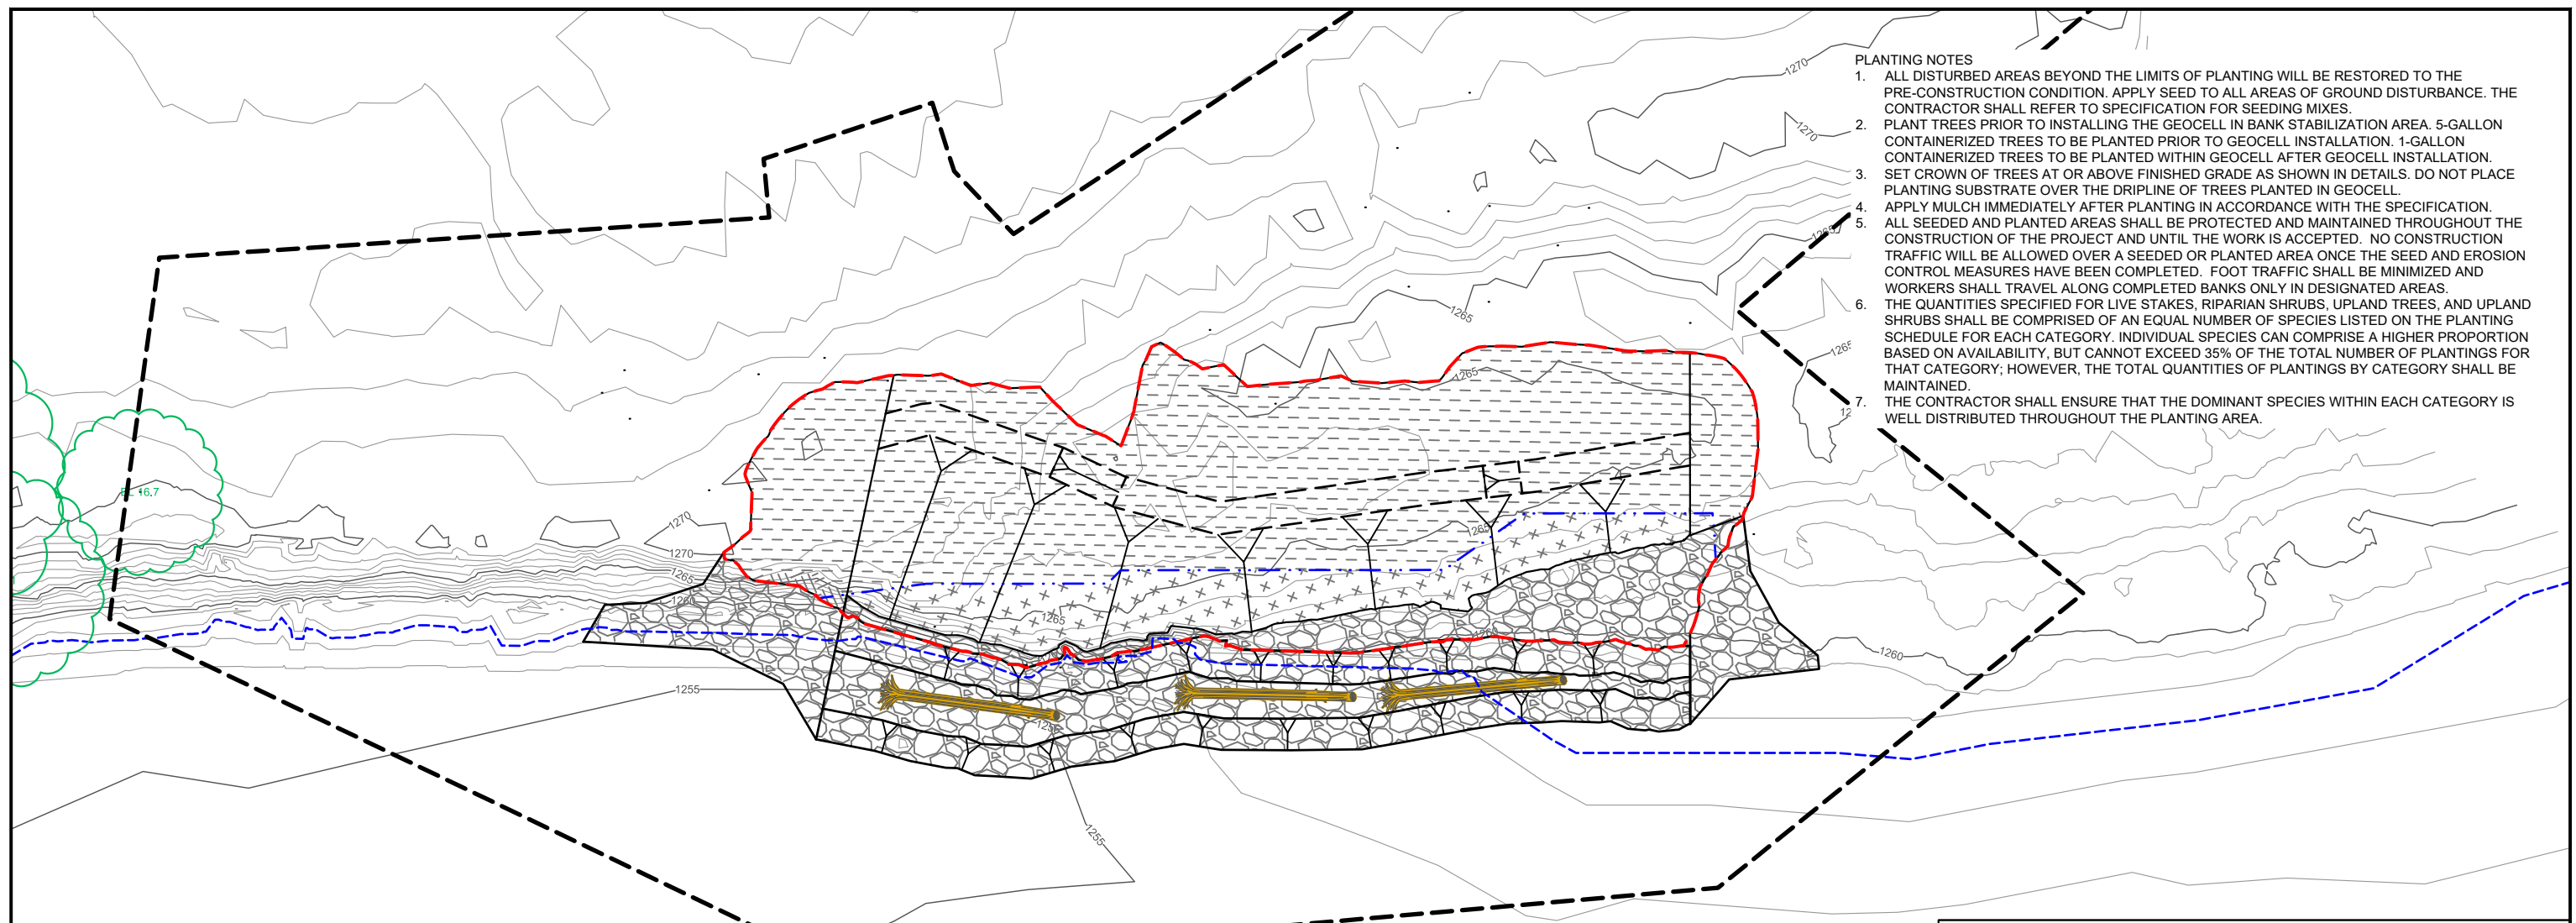 PLANTING NOTES
1. ALL DISTURBED AREAS BEYOND THE LIMITS OF PLANTING WILL BE RESTORED TO THE
PRE-CONSTRUCTION CONDITION. APPLY SEED TO ALL AREAS OF GROUND DISTURBANCE. THE
CONTRACTOR SHALL REFER TO SPECIFICATION FOR SEEDING MIXES.
2. PLANT TREES PRIOR TO INSTALLING THE GEOCELL IN BANK STABILIZATION AREA. 5-GALLON
CONTAINERIZED TREES TO BE PLANTED PRIOR TO GEOCELL INSTALLATION. 1-GALLON
CONTAINERIZED TREES TO BE PLANTED WITHIN GEOCELL AFTER GEOCELL INSTALLATION.
3. SET CROWN OF TREES AT OR ABOVE FINISHED GRADE AS SHOWN IN DETAILS. DO NOT PLACE
PLANTING SUBSTRATE OVER THE DRIPLINE OF TREES PLANTED IN GEOCELL.
4. APPLY MULCH IMMEDIATELY AFTER PLANTING IN ACCORDANCE WITH THE SPECIFICATION.
5. ALL SEEDED AND PLANTED AREAS SHALL BE PROTECTED AND MAINTAINED THROUGHOUT THE
CONSTRUCTION OF THE PROJECT AND UNTIL THE WORK IS ACCEPTED. NO CONSTRUCTION
TRAFFIC WILL BE ALLOWED OVER A SEEDED OR PLANTED AREA ONCE THE SEED AND EROSION
CONTROL MEASURES HAVE BEEN COMPLETED. FOOT TRAFFIC SHALL BE MINIMIZED AND
WORKERS SHALL TRAVEL ALONG COMPLETED BANKS ONLY IN DESIGNATED AREAS.
6. THE QUANTITIES SPECIFIED FOR LIVE STAKES, RIPARIAN SHRUBS, UPLAND TREES, AND UPLAND
SHRUBS SHALL BE COMPRISED OF AN EQUAL NUMBER OF SPECIES LISTED ON THE PLANTING
SCHEDULE FOR EACH CATEGORY. INDIVIDUAL SPECIES CAN COMPRISE A HIGHER PROPORTION
BASED ON AVAILABILITY, BUT CANNOT EXCEED 35% OF THE TOTAL NUMBER OF PLANTINGS FOR
THAT CATEGORY; HOWEVER, THE TOTAL QUANTITIES OF PLANTINGS BY CATEGORY SHALL BE
MAINTAINED.
7. THE CONTRACTOR SHALL ENSURE THAT THE DOMINANT SPECIES WITHIN EACH CATEGORY IS
WELL DISTRIBUTED THROUGHOUT THE PLANTING AREA.
1270
1270
1265
1265
1265
1265
1270
1265
1270
1265
1260
1265
1260
1260
1255
1255